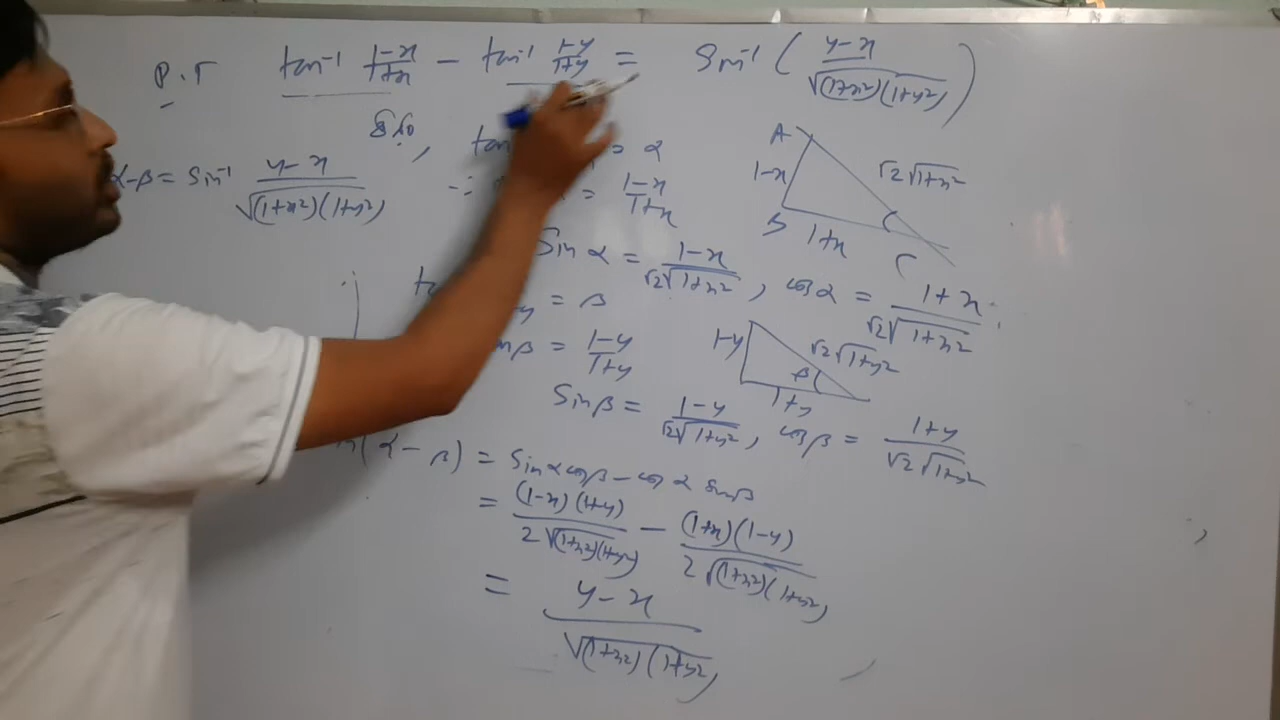 P.T tan⁻¹ (1-x)/(1+x) - tan⁻¹ (1-y)/(1+y) = Sin⁻¹ ( (y-x)/√((1+x²)(1+y²)) )
ধরি, tan = α
α-β = Sin⁻¹ (y-x)/√((1+x²)(1+y²))
∴ = (1-x)/(1+x)
A
1-x
√2√(1+x²)
B
1+x
C
Sin α = (1-x)/(√2√(1+x²)), cos α = (1+x)/(√2√(1+x²))
= β
β = (1-y)/(1+y)
1-y
√2√(1+y²)
β
1+y
Sin β = (1-y)/(√2√(1+y²)), cos β = (1+y)/(√2√(1+y²))
(α-β) = Sin α cos β - cos α Sin β
= (1-x)(1+y)/(2√((1+x²)(1+y²))) - (1+x)(1-y)/(2√((1+x²)(1+y²)))
= (y-x)/√((1+x²)(1+y²))